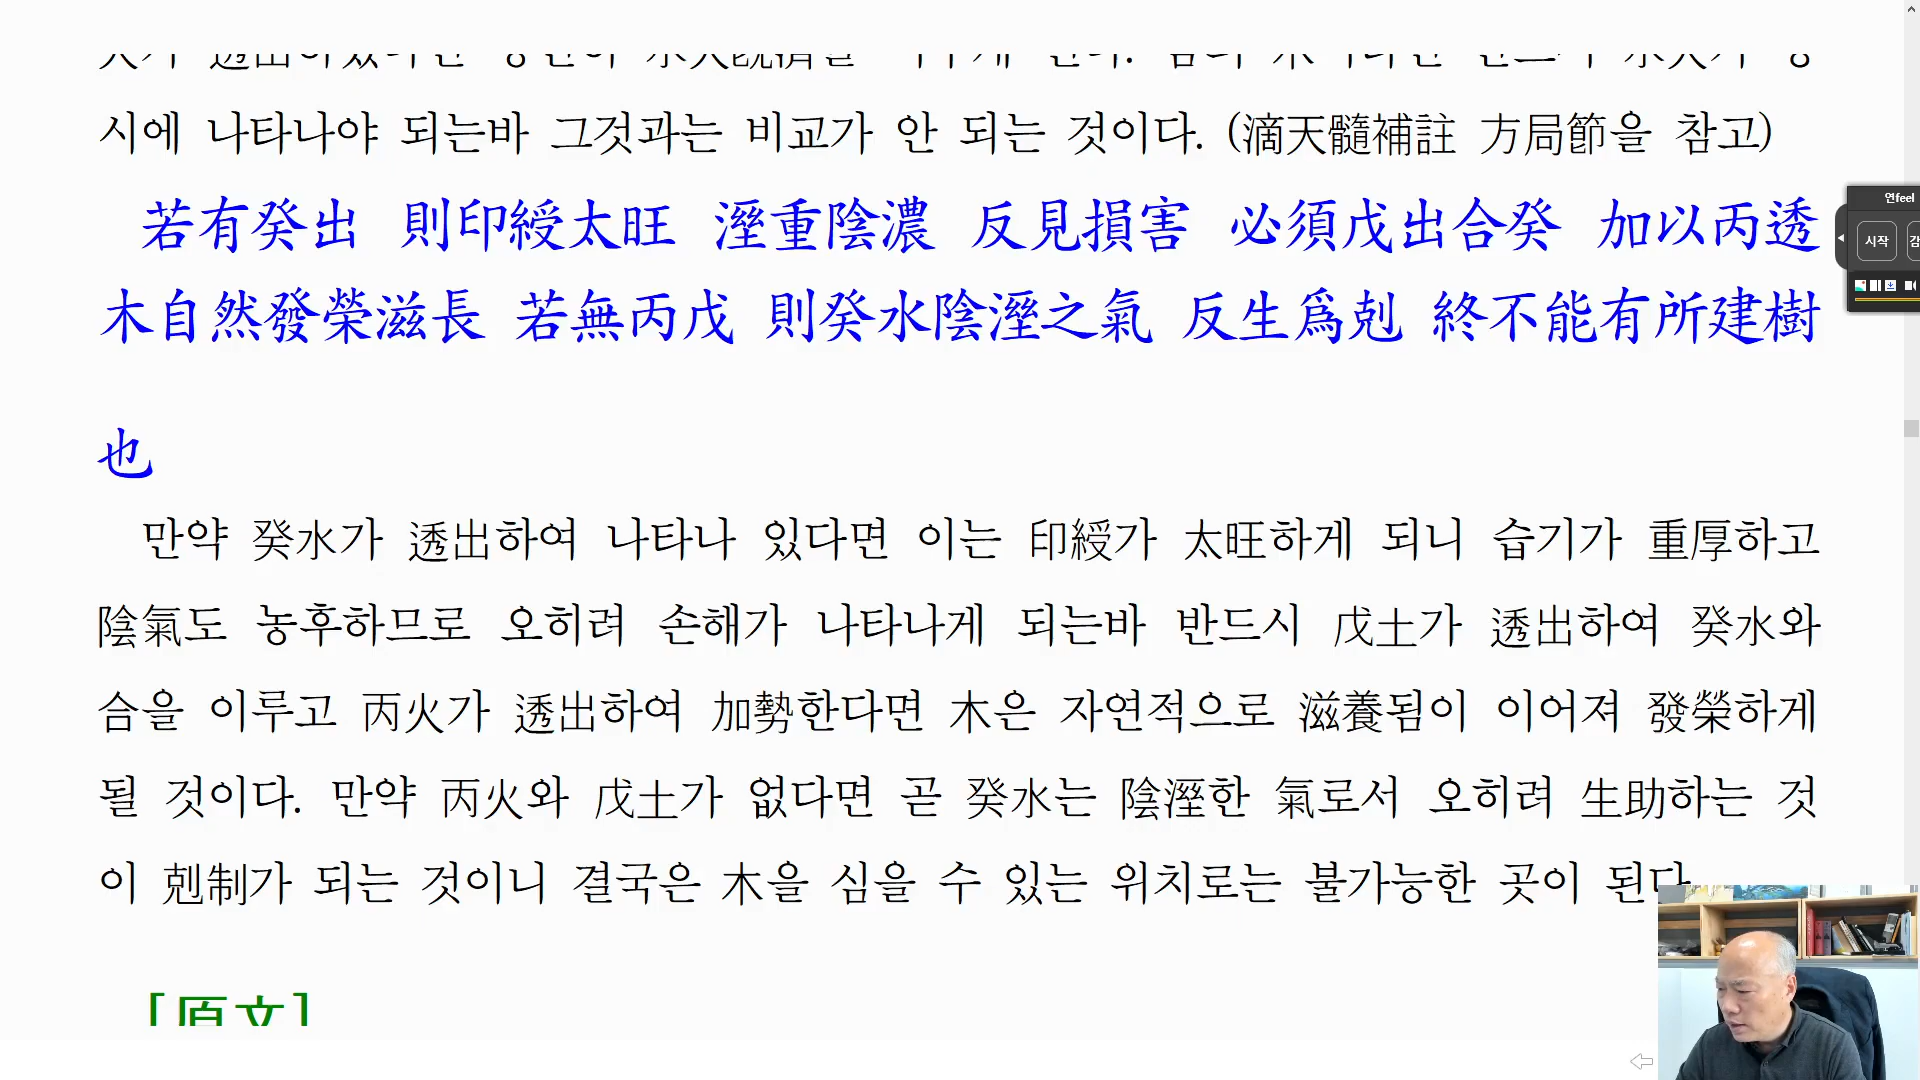 시에 나타나야 되는바 그것과는 비교가 안 되는 것이다. (滴天髓補註 方局節을 참고)
若有癸出 則印綬太旺 溼重陰濃 反見損害 必須戊出合癸 加以丙透
木自然發榮滋長 若無丙戊 則癸水陰溼之氣 反生爲剋 終不能有所建樹
也
만약 癸水가 透出하여 나타나 있다면 이는 印綬가 太旺하게 되니 습기가 重厚하고
陰氣도 농후하므로 오히려 손해가 나타나게 되는바 반드시 戊土가 透出하여 癸水와
合을 이루고 丙火가 透出하여 加勢한다면 木은 자연적으로 滋養됨이 이어져 發榮하게
될 것이다. 만약 丙火와 戊土가 없다면 곧 癸水는 陰溼한 氣로서 오히려 生助하는 것
이 剋制가 되는 것이니 결국은 木을 심을 수 있는 위치로는 불가능한 곳이 된다
[原文]
연feel
시작